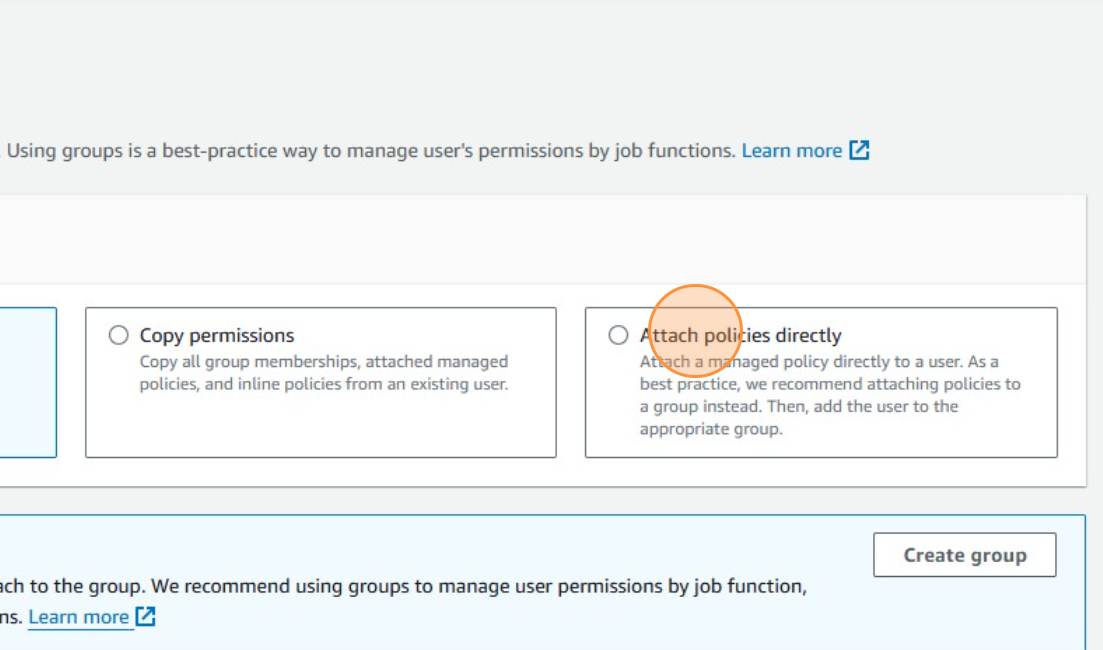 . Using groups is a best-practice way to manage user's permissions by job functions. Learn more
Copy permissions
Copy all group memberships, attached managed
policies, and inline policies from an existing user.
Attach policies directly
Attach a managed policy directly to a user. As a
best practice, we recommend attaching policies to
a group instead. Then, add the user to the
appropriate group.
Create group
ach to the group. We recommend using groups to manage user permissions by job function,
ns. Learn more